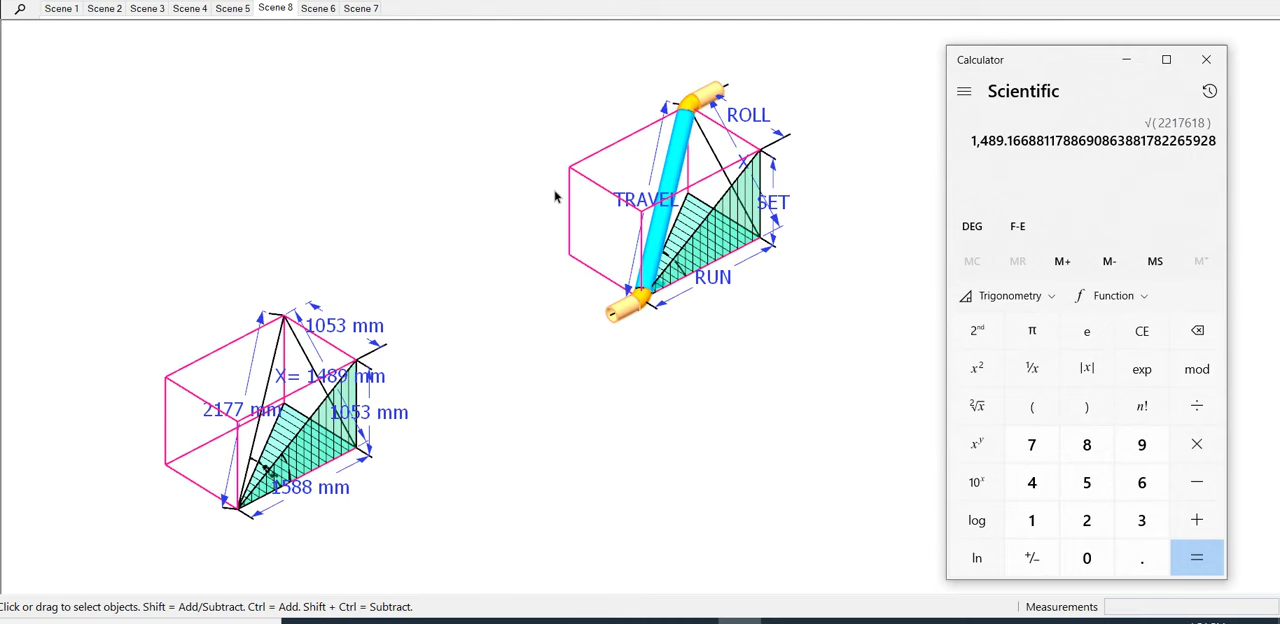 Scene 1 Scene 2 Scene 3 Scene 4 Scene 5 Scene 8 Scene 6 Scene 7
ROLL
X
TRAVEL
SET
RUN
1053 mm
X= 1489 mm
2177 mm
1053 mm
1588 mm
Calculator
Scientific
√(2217618)
1,489.1668811788690863881782265928
DEG F-E
MC MR M+ M- MS M˅
Trigonometry Function
2nd π e CE
x² ¹/x |x| exp mod
²√x ( ) n! ÷
xʸ 7 8 9 ×
10ˣ 4 5 6 −
log 1 2 3 +
ln +/− 0 . =
Click or drag to select objects. Shift = Add/Subtract. Ctrl = Add. Shift + Ctrl = Subtract.
Measurements